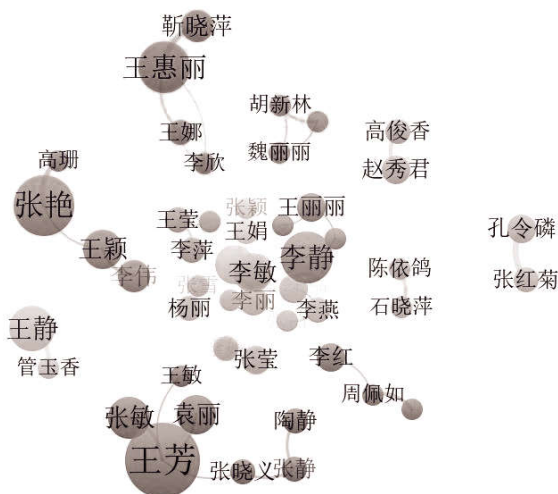 靳晓萍
王惠丽
胡新林
王娜
李欣
魏丽丽
高俊香
赵秀君
高珊
张艳
王颖
李伟
王莹
李萍
张颖
王娟
王丽丽
李静
李敏
李丽
杨丽
李燕
陈依鸽
石晓萍
孔令磷
张红菊
王静
管玉香
张莹
李红
周佩如
王敏
张敏
袁丽
王芳
陶静
张晓义
张静